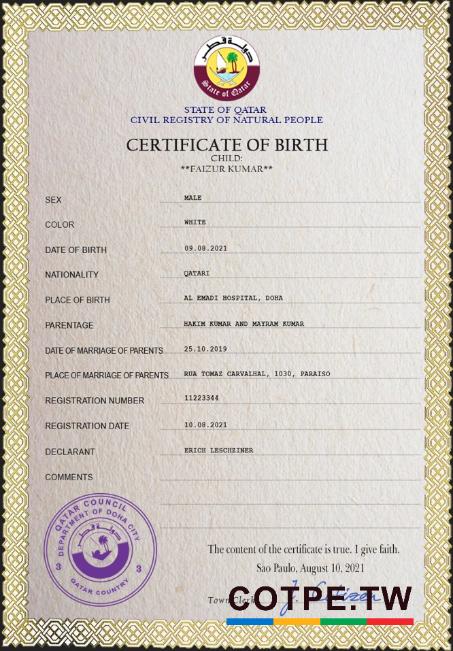 دولة قطر
State of Qatar
STATE OF QATAR
CIVIL REGISTRY OF NATURAL PEOPLE
CERTIFICATE OF BIRTH
CHILD:
**FAIZUR KUMAR**
SEX MALE
COLOR WHITE
DATE OF BIRTH 09.08.2021
NATIONALITY QATARI
PLACE OF BIRTH AL EMADI HOSPITAL, DOHA
PARENTAGE HAKIM KUMAR AND MAYRAM KUMAR
DATE OF MARRIAGE OF PARENTS 25.10.2019
PLACE OF MARRIAGE OF PARENTS RUA TOMAZ CARVALHAL, 1030, PARAISO
REGISTRATION NUMBER 11223344
REGISTRATION DATE 10.08.2021
DECLARANT ERICH LESCHZINER
COMMENTS
QATAR COUNCIL
DEPARTMENT OF DOHA CITY
3 3
QATAR COUNTRY
The content of the certificate is true. I give faith.
Sao Paulo, August 10, 2021
Town Clerk
COTPE.TW